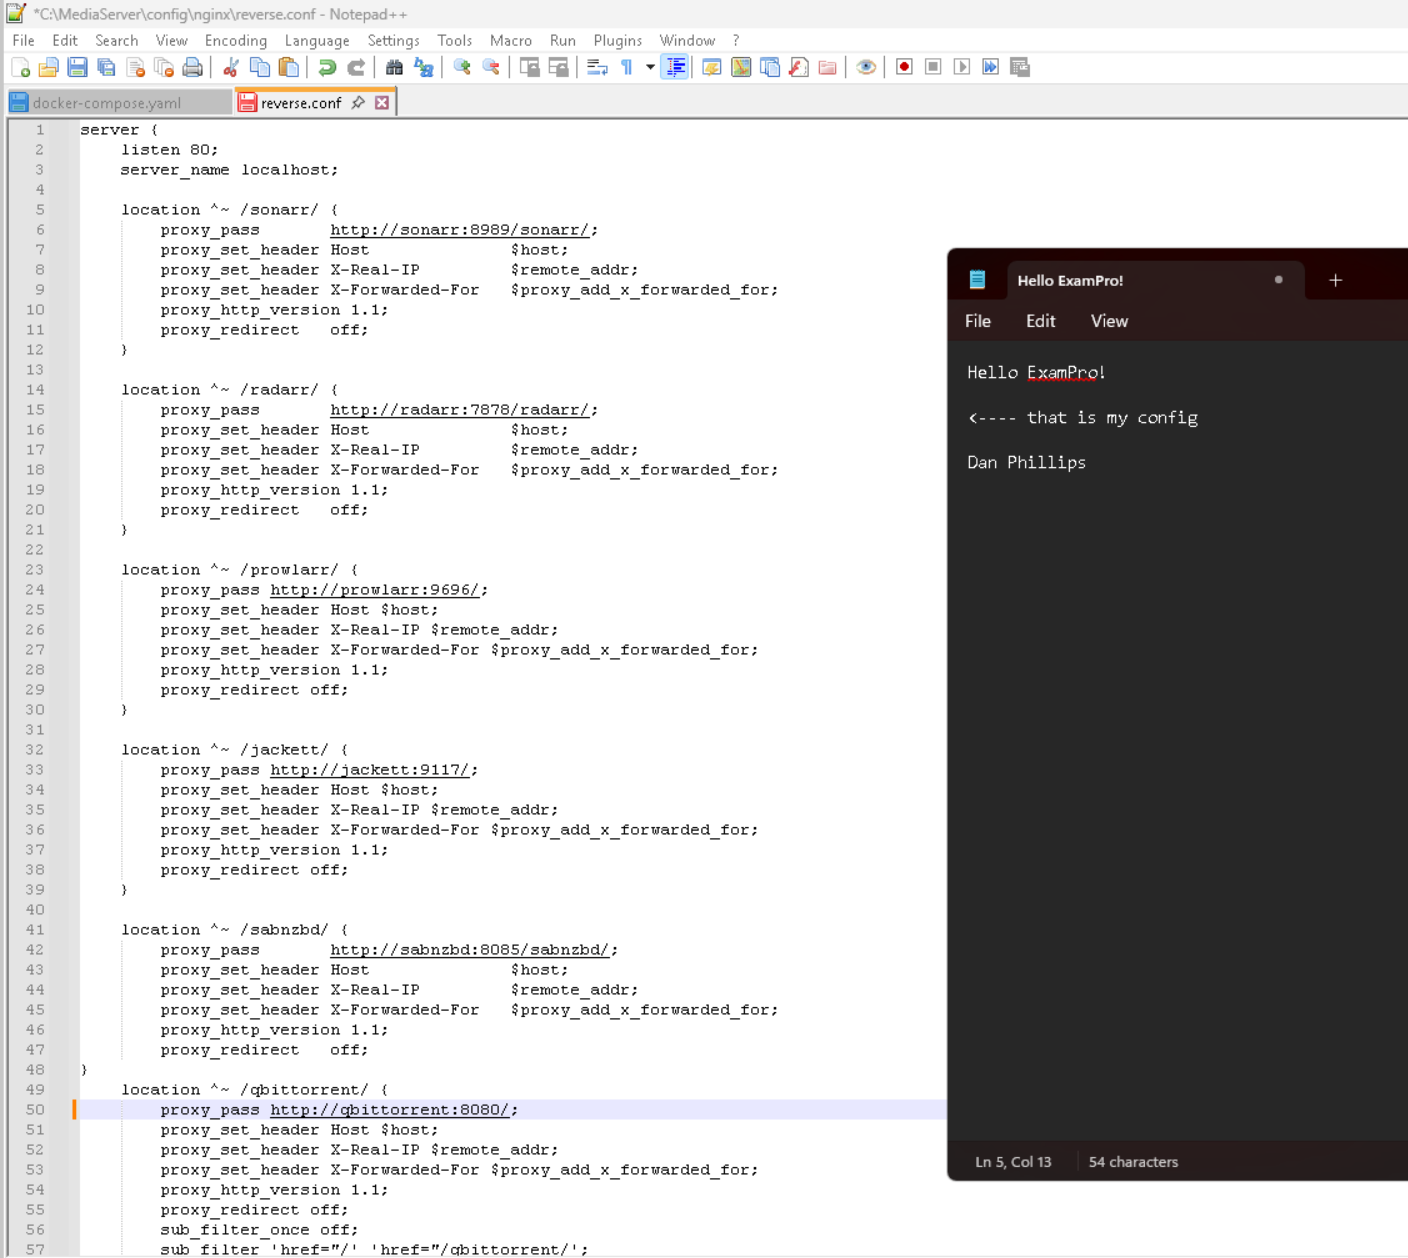 *C:\MediaServer\config\nginx\reverse.conf - Notepad++
File Edit Search View Encoding Language Settings Tools Macro Run Plugins Window ?
docker-compose.yaml reverse.conf
1 server {
2 listen 80;
3 server_name localhost;
4
5 location ^~ /sonarr/ {
6 proxy_pass http://sonarr:8989/sonarr/;
7 proxy_set_header Host $host;
8 proxy_set_header X-Real-IP $remote_addr;
9 proxy_set_header X-Forwarded-For $proxy_add_x_forwarded_for;
10 proxy_http_version 1.1;
11 proxy_redirect off;
12 }
13
14 location ^~ /radarr/ {
15 proxy_pass http://radarr:7878/radarr/;
16 proxy_set_header Host $host;
17 proxy_set_header X-Real-IP $remote_addr;
18 proxy_set_header X-Forwarded-For $proxy_add_x_forwarded_for;
19 proxy_http_version 1.1;
20 proxy_redirect off;
21 }
22
23 location ^~ /prowlarr/ {
24 proxy_pass http://prowlarr:9696/;
25 proxy_set_header Host $host;
26 proxy_set_header X-Real-IP $remote_addr;
27 proxy_set_header X-Forwarded-For $proxy_add_x_forwarded_for;
28 proxy_http_version 1.1;
29 proxy_redirect off;
30 }
31
32 location ^~ /jackett/ {
33 proxy_pass http://jackett:9117/;
34 proxy_set_header Host $host;
35 proxy_set_header X-Real-IP $remote_addr;
36 proxy_set_header X-Forwarded-For $proxy_add_x_forwarded_for;
37 proxy_http_version 1.1;
38 proxy_redirect off;
39 }
40
41 location ^~ /sabnzbd/ {
42 proxy_pass http://sabnzbd:8085/sabnzbd/;
43 proxy_set_header Host $host;
44 proxy_set_header X-Real-IP $remote_addr;
45 proxy_set_header X-Forwarded-For $proxy_add_x_forwarded_for;
46 proxy_http_version 1.1;
47 proxy_redirect off;
48 }
49 location ^~ /qbittorrent/ {
50 proxy_pass http://qbittorrent:8080/;
51 proxy_set_header Host $host;
52 proxy_set_header X-Real-IP $remote_addr;
53 proxy_set_header X-Forwarded-For $proxy_add_x_forwarded_for;
54 proxy_http_version 1.1;
55 proxy_redirect off;
56 sub_filter_once off;
57 sub_filter 'href="/' 'href="/qbittorrent/';
Hello ExamPro!
File Edit View
Hello ExamPro!
<---- that is my config
Dan Phillips
Ln 5, Col 13 54 characters